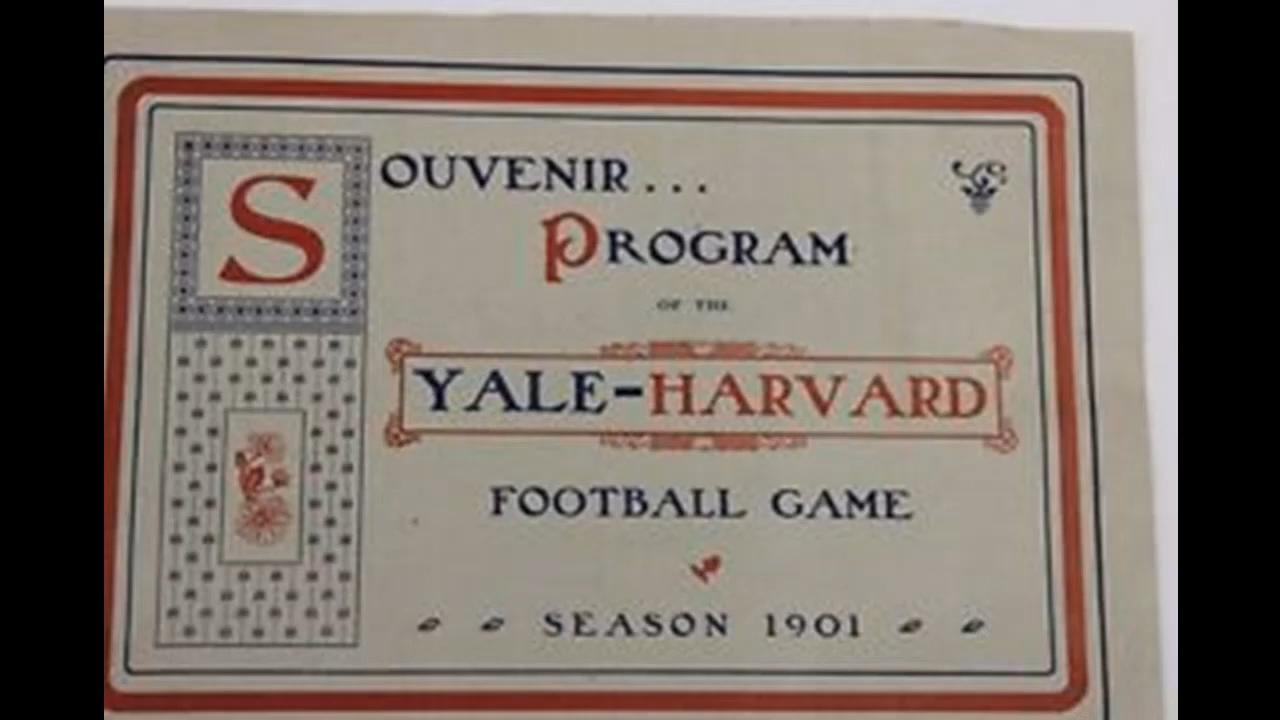 SOUVENIR...
PROGRAM
OF THE
YALE-HARVARD
FOOTBALL GAME
SEASON 1901